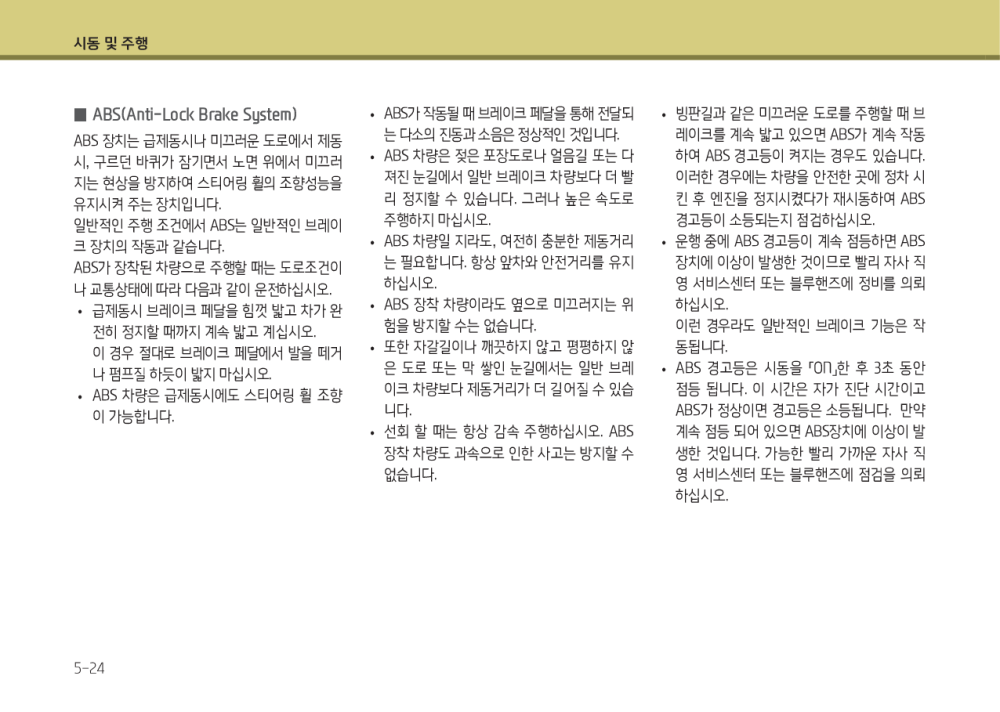 시동 및 주행
■ ABS(Anti-Lock Brake System)
ABS 장치는 급제동시나 미끄러운 도로에서 제동
시, 구르던 바퀴가 잠기면서 노면 위에서 미끄러
지는 현상을 방지하여 스티어링 휠의 조향성능을
유지시켜 주는 장치입니다.
일반적인 주행 조건에서 ABS는 일반적인 브레이
크 장치의 작동과 같습니다.
ABS가 장착된 차량으로 주행할 때는 도로조건이
나 교통상태에 따라 다음과 같이 운전하십시오.
• 급제동시 브레이크 페달을 힘껏 밟고 차가 완
전히 정지할 때까지 계속 밟고 계십시오.
이 경우 절대로 브레이크 페달에서 발을 떼거
나 펌프질 하듯이 밟지 마십시오.
• ABS 차량은 급제동시에도 스티어링 휠 조향
이 가능합니다.
• ABS가 작동될 때 브레이크 페달을 통해 전달되
는 다소의 진동과 소음은 정상적인 것입니다.
• ABS 차량은 젖은 포장도로나 얼음길 또는 다
져진 눈길에서 일반 브레이크 차량보다 더 빨
리 정지할 수 있습니다. 그러나 높은 속도로
주행하지 마십시오.
• ABS 차량일 지라도, 여전히 충분한 제동거리
는 필요합니다. 항상 앞차와 안전거리를 유지
하십시오.
• ABS 장착 차량이라도 옆으로 미끄러지는 위
험을 방지할 수는 없습니다.
• 또한 자갈길이나 깨끗하지 않고 평평하지 않
은 도로 또는 막 쌓인 눈길에서는 일반 브레
이크 차량보다 제동거리가 더 길어질 수 있습
니다.
• 선회 할 때는 항상 감속 주행하십시오. ABS
장착 차량도 과속으로 인한 사고는 방지할 수
없습니다.
• 빙판길과 같은 미끄러운 도로를 주행할 때 브
레이크를 계속 밟고 있으면 ABS가 계속 작동
하여 ABS 경고등이 켜지는 경우도 있습니다.
이러한 경우에는 차량을 안전한 곳에 정차 시
킨 후 엔진을 정지시켰다가 재시동하여 ABS
경고등이 소등되는지 점검하십시오.
• 운행 중에 ABS 경고등이 계속 점등하면 ABS
장치에 이상이 발생한 것이므로 빨리 자사 직
영 서비스센터 또는 블루핸즈에 정비를 의뢰
하십시오.
이런 경우라도 일반적인 브레이크 기능은 작
동됩니다.
• ABS 경고등은 시동을 「ON」한 후 3초 동안
점등 됩니다. 이 시간은 자가 진단 시간이고
ABS가 정상이면 경고등은 소등됩니다. 만약
계속 점등 되어 있으면 ABS장치에 이상이 발
생한 것입니다. 가능한 빨리 가까운 자사 직
영 서비스센터 또는 블루핸즈에 점검을 의뢰
하십시오.
5-24